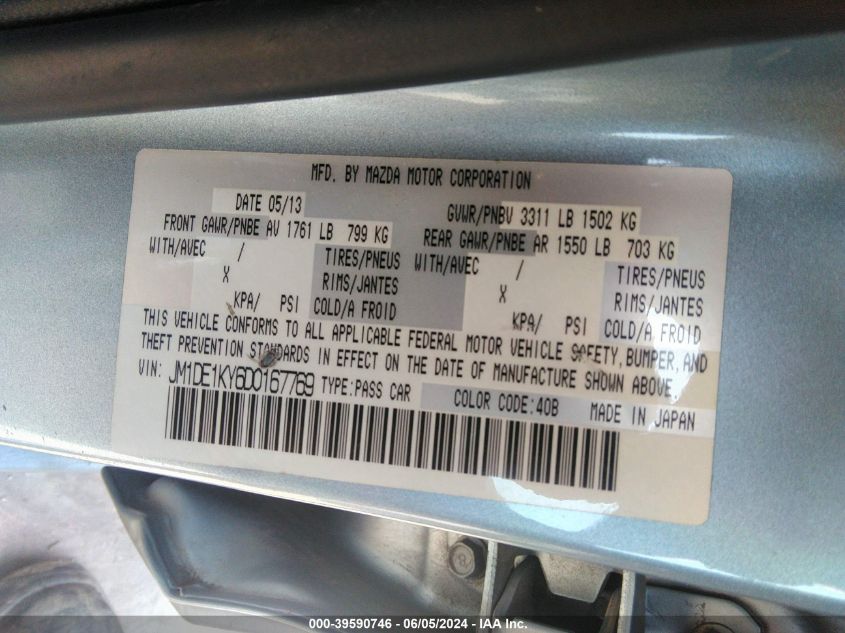 MFD. BY MAZDA MOTOR CORPORATION
DATE 05/13 GVWR/PNBV 3311 LB 1502 KG
FRONT GAWR/PNBE AV 1761 LB 799 KG REAR GAWR/PNBE AR 1550 LB 703 KG
WITH/AVEC / TIRES/PNEUS WITH/AVEC / TIRES/PNEUS
X RIMS/JANTES X RIMS/JANTES
KPA/ PSI COLD/A FROID KPA/ PSI COLD/A FROID
THIS VEHICLE CONFORMS TO ALL APPLICABLE FEDERAL MOTOR VEHICLE SAFETY, BUMPER, AND
THEFT PREVENTION STANDARDS IN EFFECT ON THE DATE OF MANUFACTURE SHOWN ABOVE
VIN: JM1DE1KY6D0167769 TYPE:PASS CAR COLOR CODE:40B MADE IN JAPAN
000-39590746 - 06/05/2024 - IAA Inc.